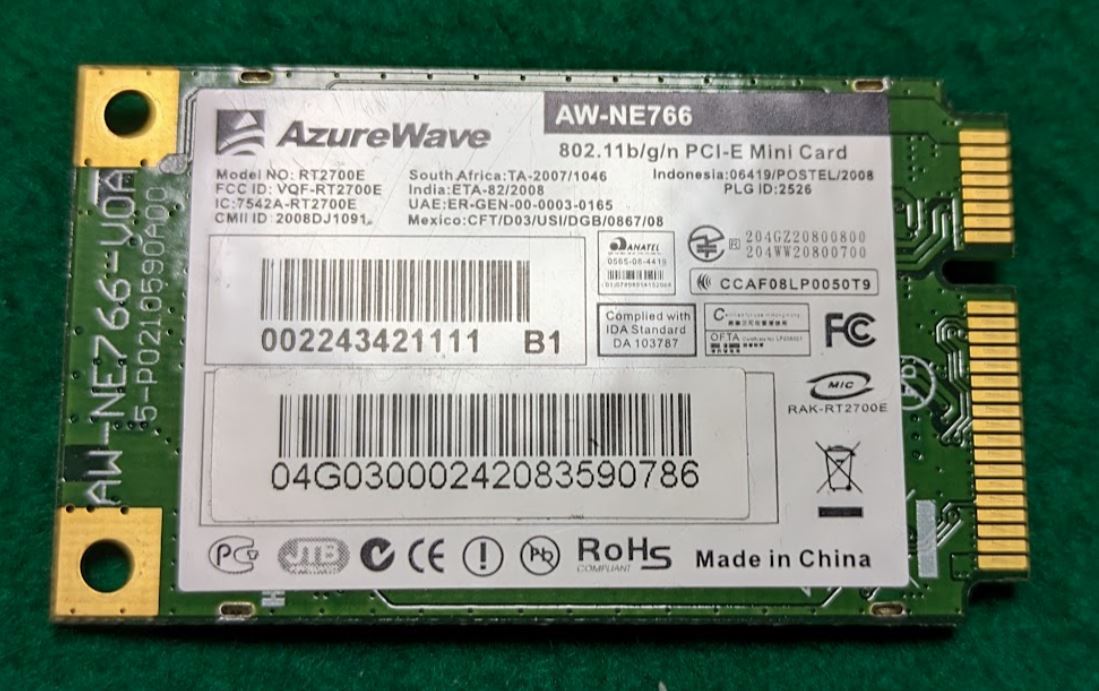 AzureWave
AW-NE766
802.11b/g/n PCI-E Mini Card
Model NO: RT2700E
FCC ID: VQF-RT2700E
IC:7542A-RT2700E
CMII ID: 2008DJ1091
South Africa: TA-2007/1046
India:ETA-82/2008
UAE:ER-GEN-00-0003-0165
Mexico:CFT/D03/USI/DGB/0867/08
Indonesia:06419/POSTEL/2008
PLG ID:2526
002243421111 B1
ANATEL
0565-08-4419
R 204GZ20800800
204WW20800700
CCAF08LP0050T9
Complied with
IDA Standard
DA 103787
OFTA
FC
MIC
RAK-RT2700E
04G03000242083590786
PC
JTB
CE
!
Pb
RoHS
COMPLIANT
Made in China
AW-NE766-V0A